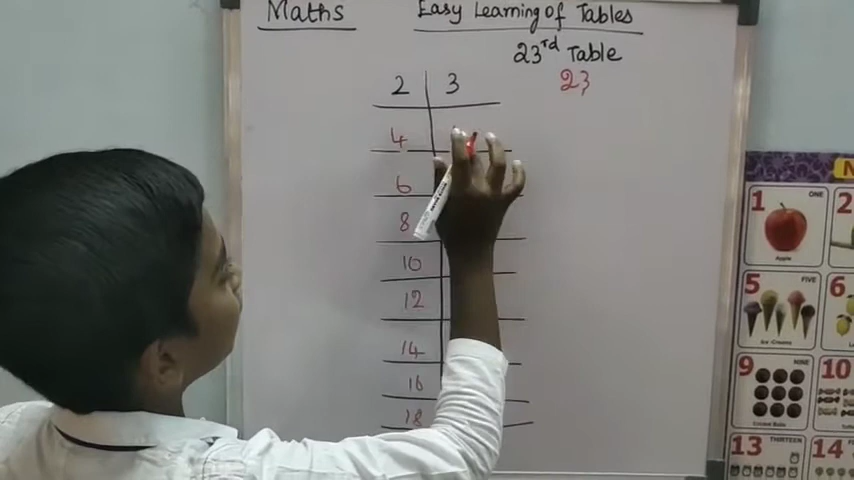 Maths Easy Learning of Tables
23rd Table
2 3 23
4
6
8
10
12
14
16
18
1 ONE 2
Apple
5 FIVE 6
Ice Creams
9 NINE 10
13 THIRTEEN 14